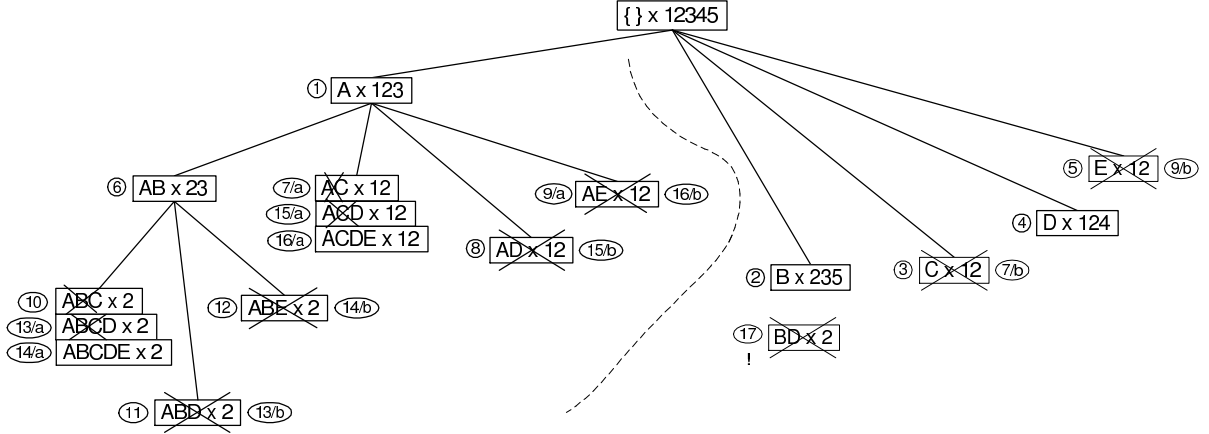 { } x 12345
1 A x 123
5 E x 12 9/b
6 AB x 23
7/a AC x 12
9/a AE x 12 16/b
15/a ACD x 12
4 D x 124
16/a ACDE x 12
8 AD x 12 15/b
2 B x 235
3 C x 12 7/b
10 ABC x 2
12 ABE x 2 14/b
13/a ABCD x 2
17 BD x 2
!
14/a ABCDE x 2
11 ABD x 2 13/b